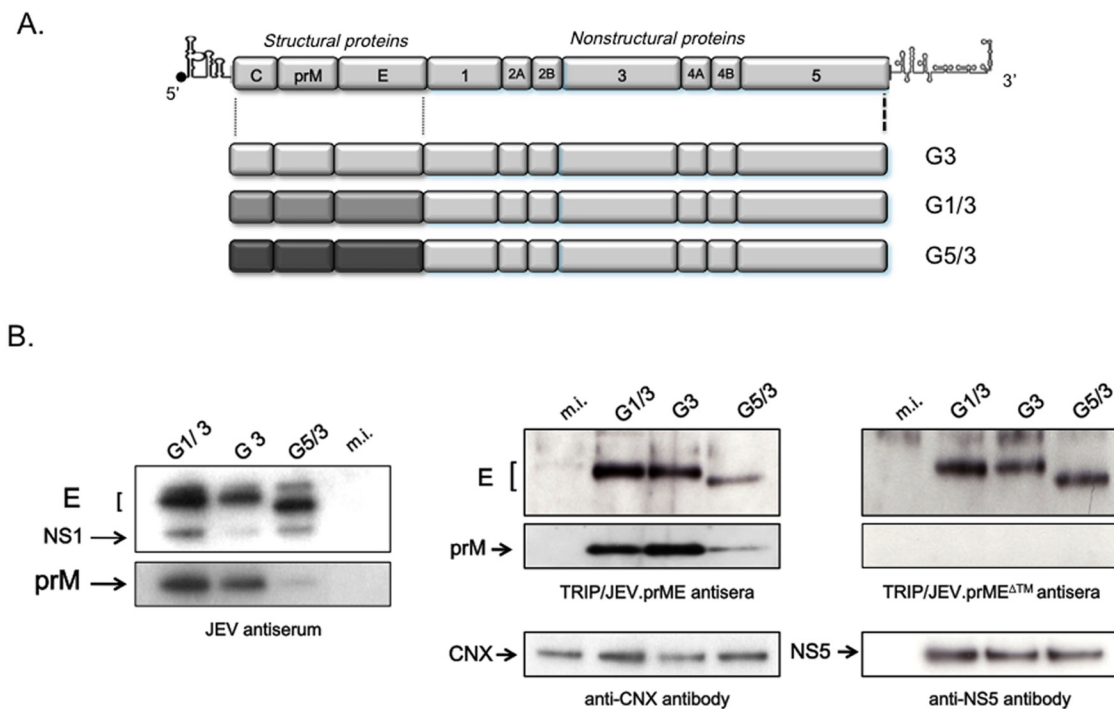 A.
Structural proteins Nonstructural proteins
C prM E 1 2A 2B 3 4A 4B 5
5' 3'
G3
G1/3
G5/3
B.
G1/ 3 G 3 G5/3 m.i.
E
NS1
prM
JEV antiserum
m.i. G1/3 G3 G5/3
E
prM
TRIP/JEV.prME antisera
CNX
anti-CNX antibody
m.i. G1/3 G3 G5/3
TRIP/JEV.prMEΔTM antisera
NS5
anti-NS5 antibody